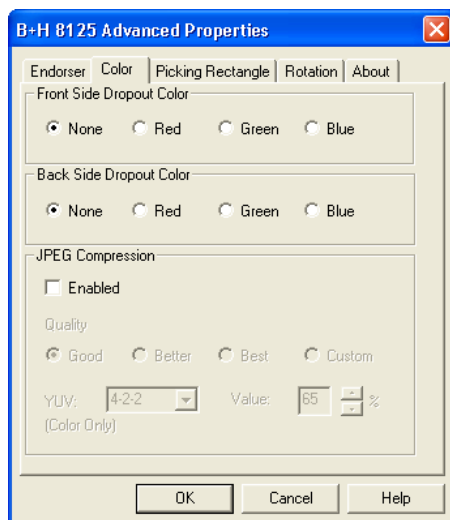 B+H 8125 Advanced Properties
Endorser Color Picking Rectangle Rotation About
Front Side Dropout Color
None Red Green Blue
Back Side Dropout Color
None Red Green Blue
JPEG Compression
Enabled
Quality
Good Better Best Custom
YUV: 4-2-2 Value: 65 %
(Color Only)
OK Cancel Help